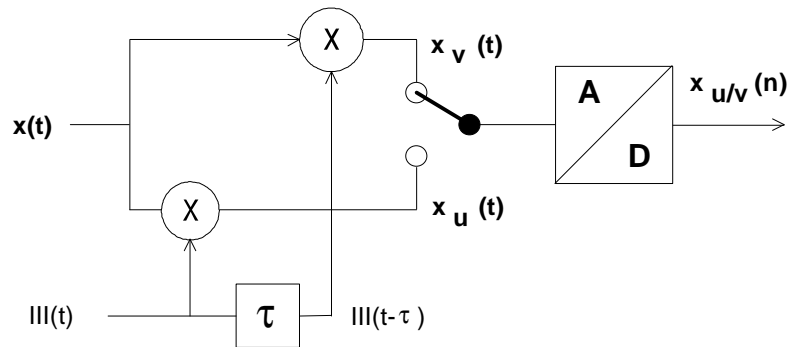 X
x v (t)
A
D
x u/v (n)
x(t)
X
x u (t)
III(t)
τ
III(t-τ)